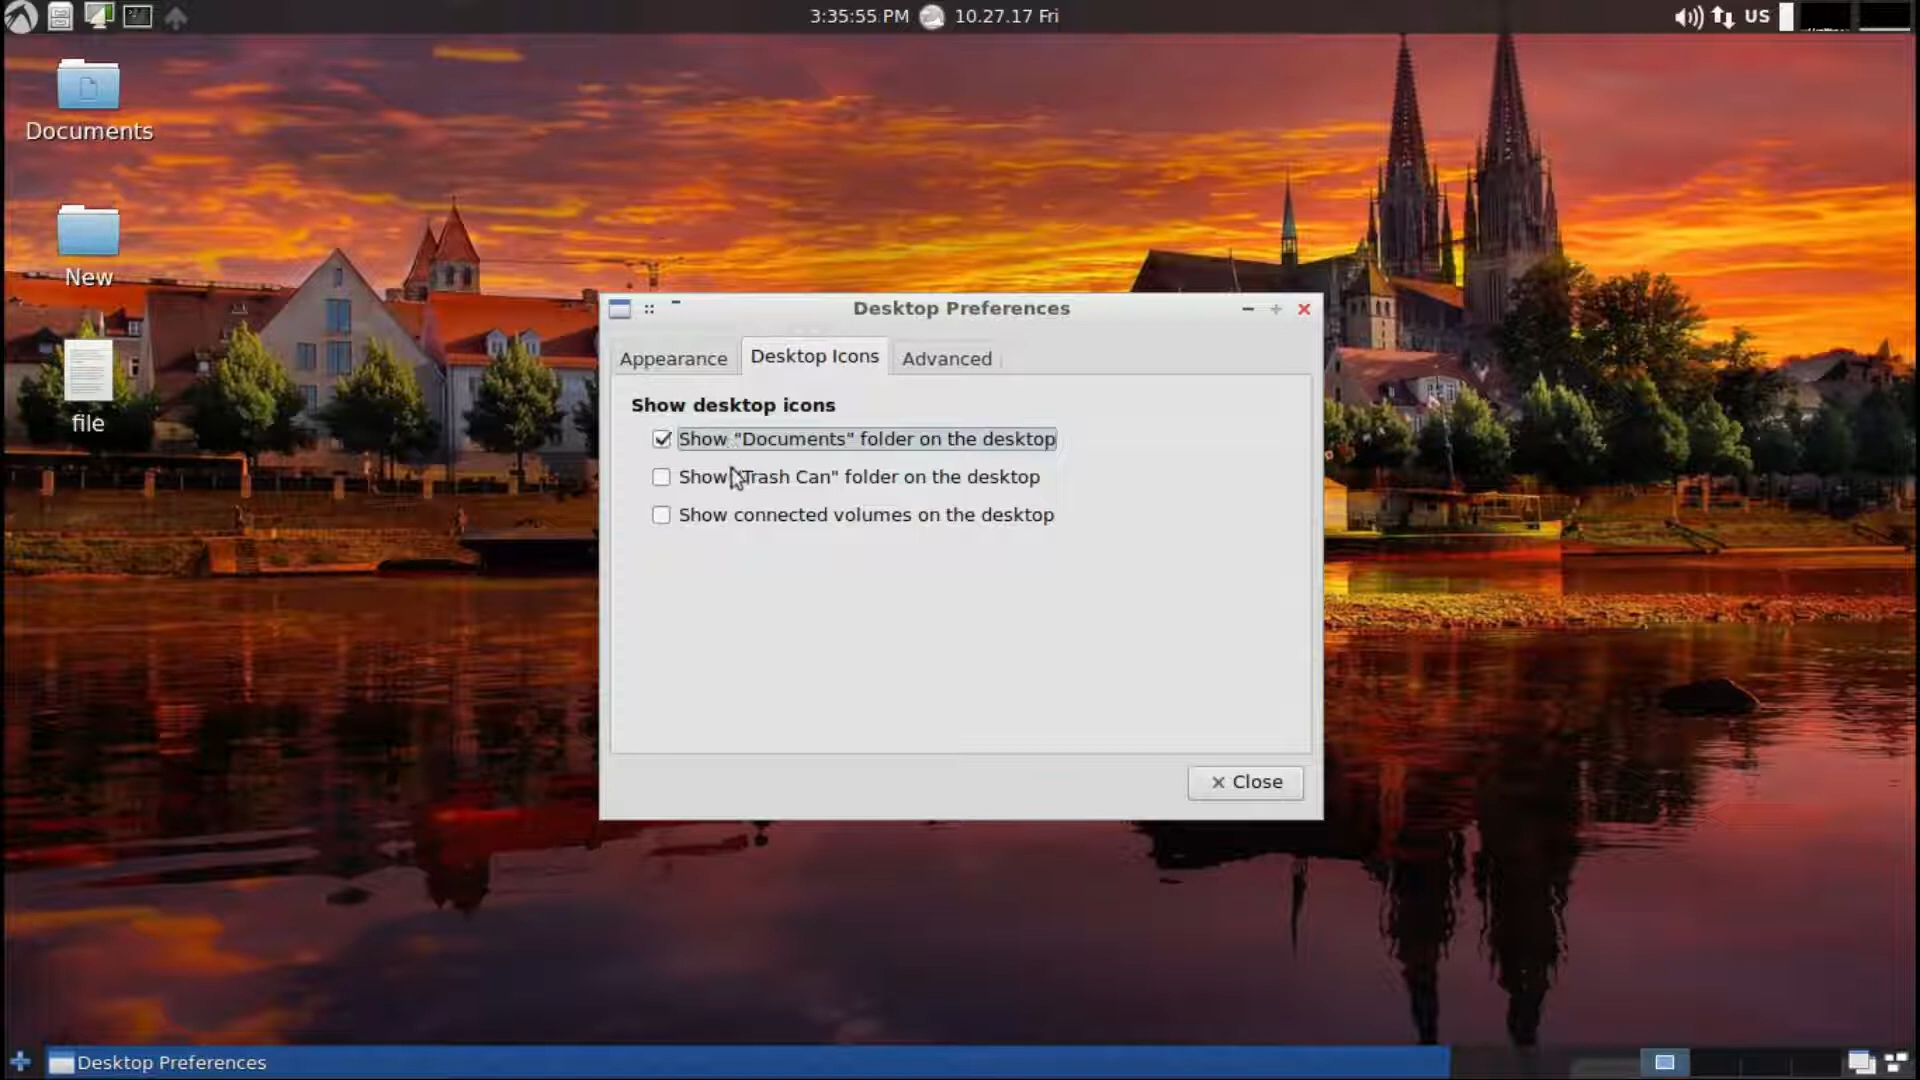 3:35:55 PM 10.27.17 Fri US
Documents
New
file
Desktop Preferences
Appearance Desktop Icons Advanced
Show desktop icons
Show "Documents" folder on the desktop
Show "Trash Can" folder on the desktop
Show connected volumes on the desktop
Close
Desktop Preferences